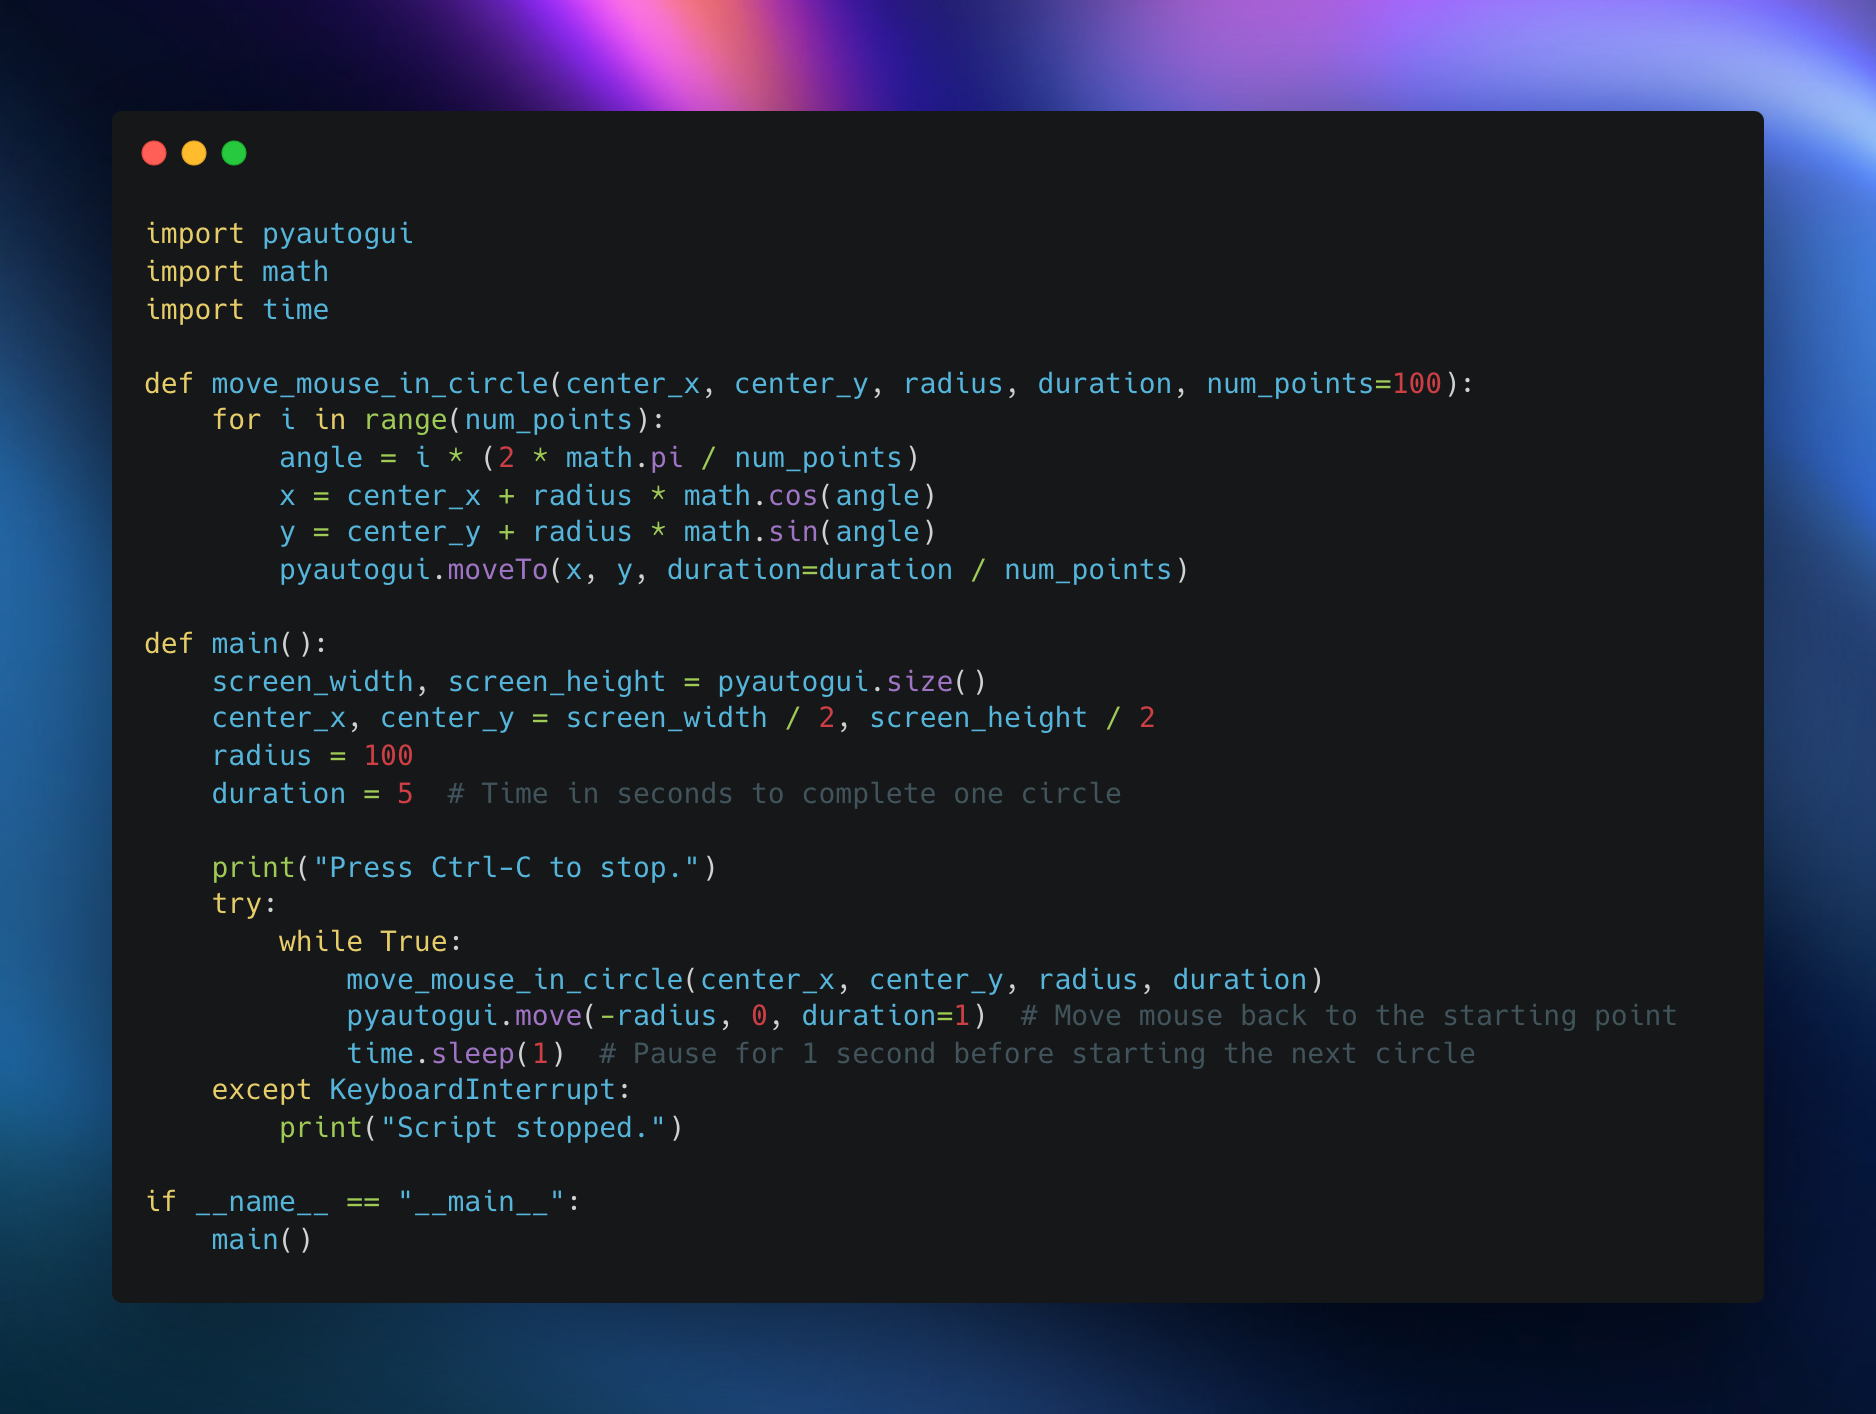 import pyautogui
import math
import time

def move_mouse_in_circle(center_x, center_y, radius, duration, num_points=100):
    for i in range(num_points):
        angle = i * (2 * math.pi / num_points)
        x = center_x + radius * math.cos(angle)
        y = center_y + radius * math.sin(angle)
        pyautogui.moveTo(x, y, duration=duration / num_points)

def main():
    screen_width, screen_height = pyautogui.size()
    center_x, center_y = screen_width / 2, screen_height / 2
    radius = 100
    duration = 5  # Time in seconds to complete one circle

    print("Press Ctrl-C to stop.")
    try:
        while True:
            move_mouse_in_circle(center_x, center_y, radius, duration)
            pyautogui.move(-radius, 0, duration=1)  # Move mouse back to the starting point
            time.sleep(1)  # Pause for 1 second before starting the next circle
    except KeyboardInterrupt:
        print("Script stopped.")

if __name__ == "__main__":
    main()